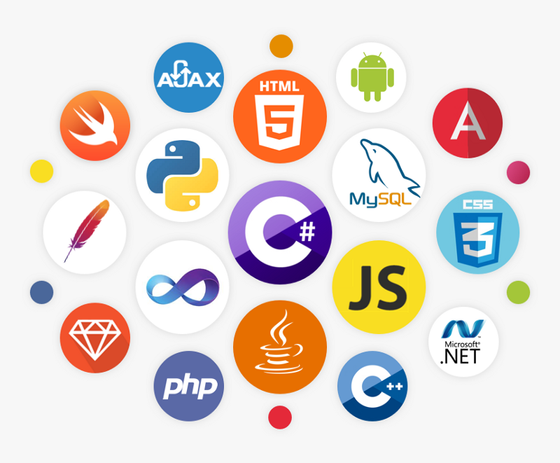 AJAX
HTML
5
A
MySQL
CSS
3
C#
JS
Microsoft®
.NET
php
C++